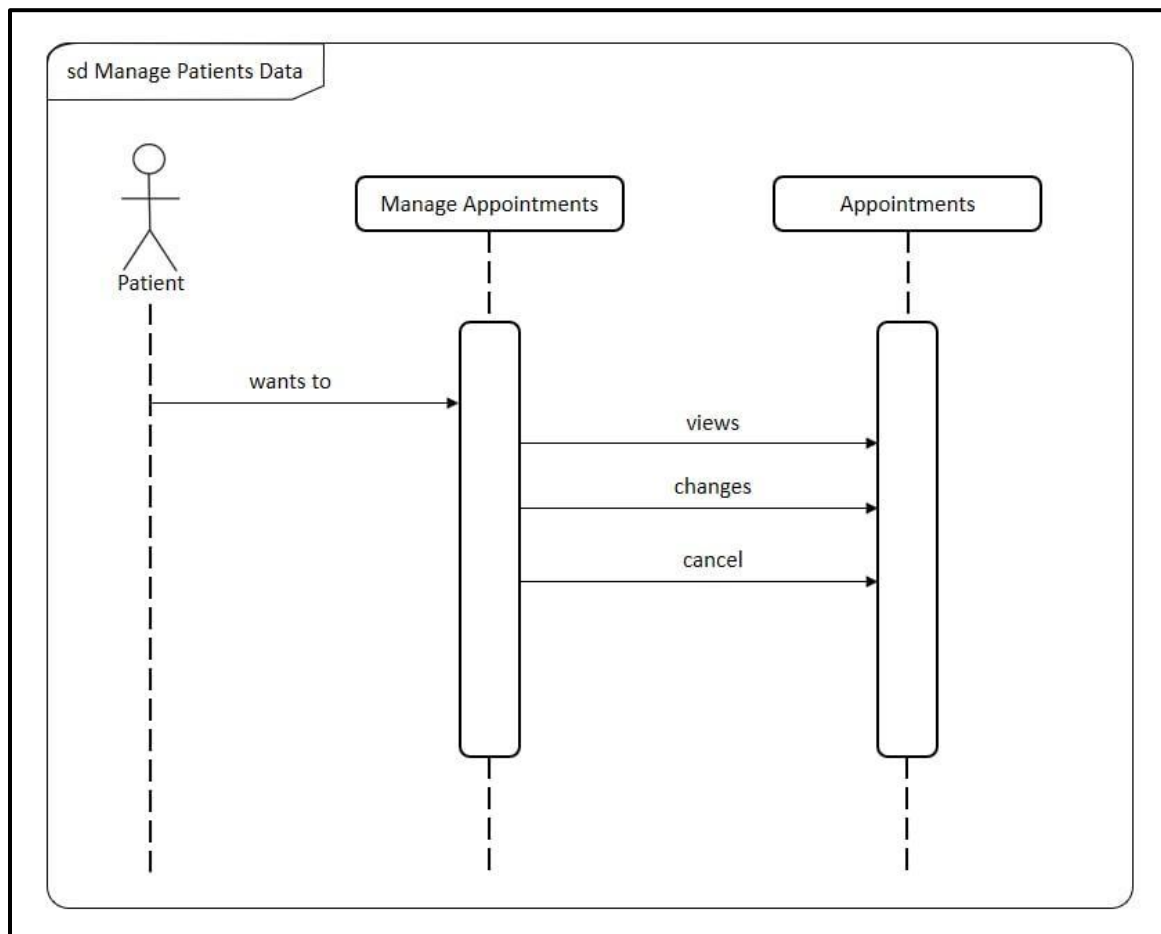 sd Manage Patients Data
Manage Appointments
Appointments
Patient
wants to
views
changes
cancel